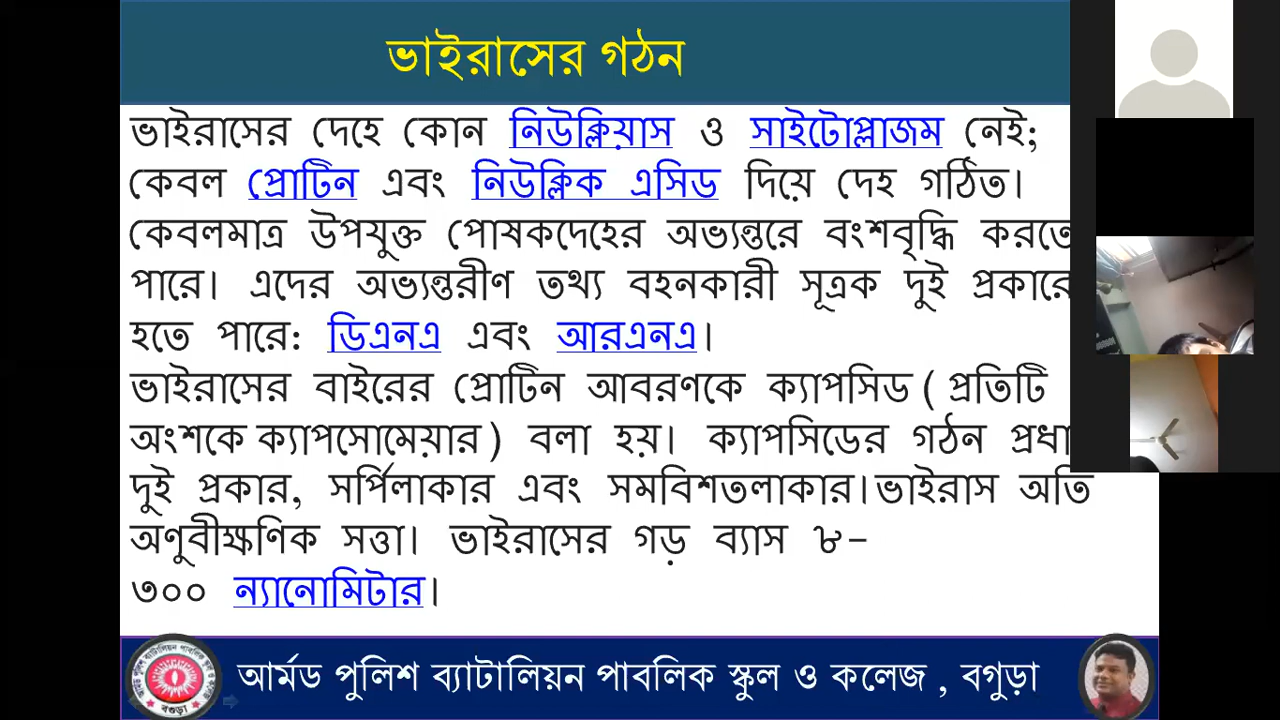 ভাইরাসের গঠন
ভাইরাসের দেহে কোন নিউক্লিয়াস ও সাইটোপ্লাজম নেই;
কেবল প্রোটিন এবং নিউক্লিক এসিড দিয়ে দেহ গঠিত।
কেবলমাত্র উপযুক্ত পোষকদেহের অভ্যন্তরে বংশবৃদ্ধি করতে
পারে। এদের অভ্যন্তরীণ তথ্য বহনকারী সূত্রক দুই প্রকারে
হতে পারে: ডিএনএ এবং আরএনএ।
ভাইরাসের বাইরের প্রোটিন আবরণকে ক্যাপসিড ( প্রতিটি
অংশকে ক্যাপসোমেয়ার ) বলা হয়। ক্যাপসিডের গঠন প্রধা
দুই প্রকার, সর্পিলাকার এবং সমবিশতলাকার।ভাইরাস অতি
অণুবীক্ষণিক সত্তা। ভাইরাসের গড় ব্যাস ৮-
৩০০ ন্যানোমিটার।
আর্মড পুলিশ ব্যাটালিয়ন পাবলিক স্কুল ও কলেজ , বগুড়া